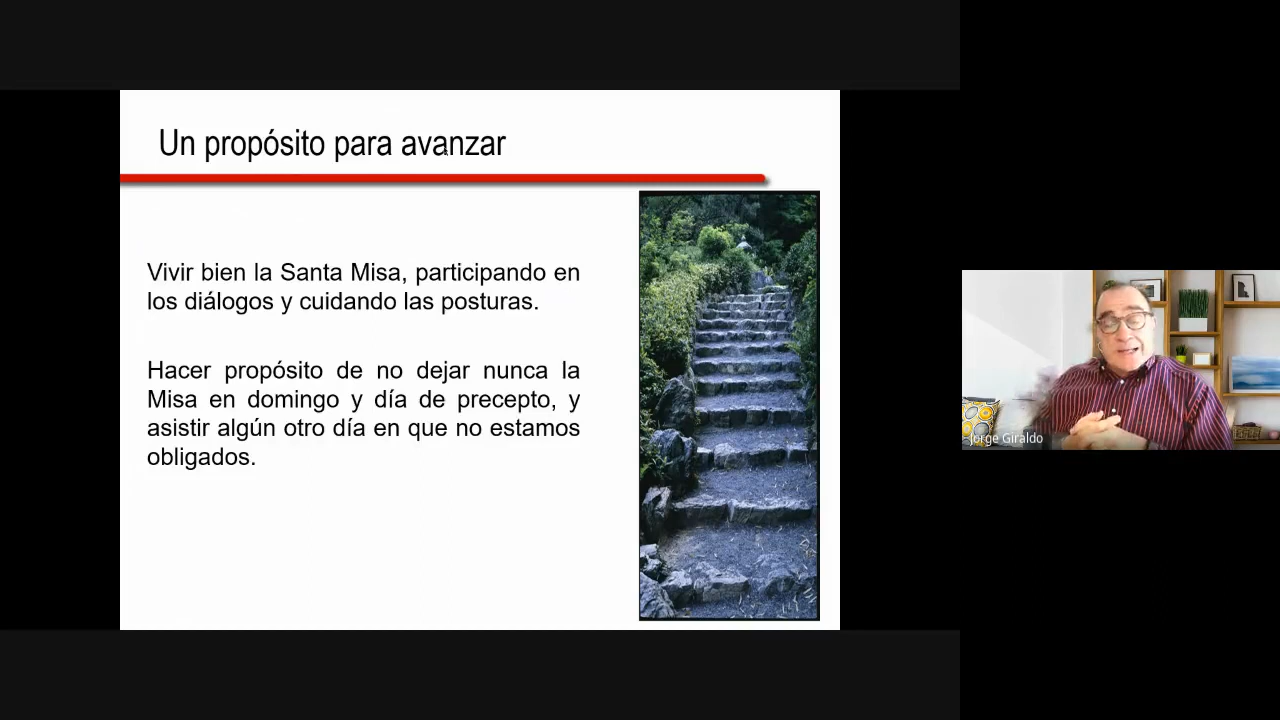 Un propósito para avanzar
Vivir bien la Santa Misa, participando en
los diálogos y cuidando las posturas.
Hacer propósito de no dejar nunca la
Misa en domingo y día de precepto, y
asistir algún otro día en que no estamos
obligados.
Jorge Giraldo